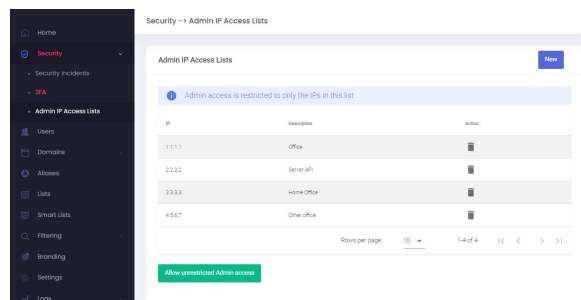 Security -> Admin IP Access Lists
Home
Security
Security Incidents
IFA
Admin IP Access Lists
Users
Domains
Aliases
Lists
Smart Lists
Filtering
Branding
Settings
Logs
Admin IP Access Lists
New
Admin access is restricted to only the IPs in this list
IP Description Action
1.1.1.1 Office
2.2.2.2 Server API
3.3.3.3 Home Office
4.5.6.7 Other office
Rows per page: 10 1-4 of 4
Allow unrestricted Admin access